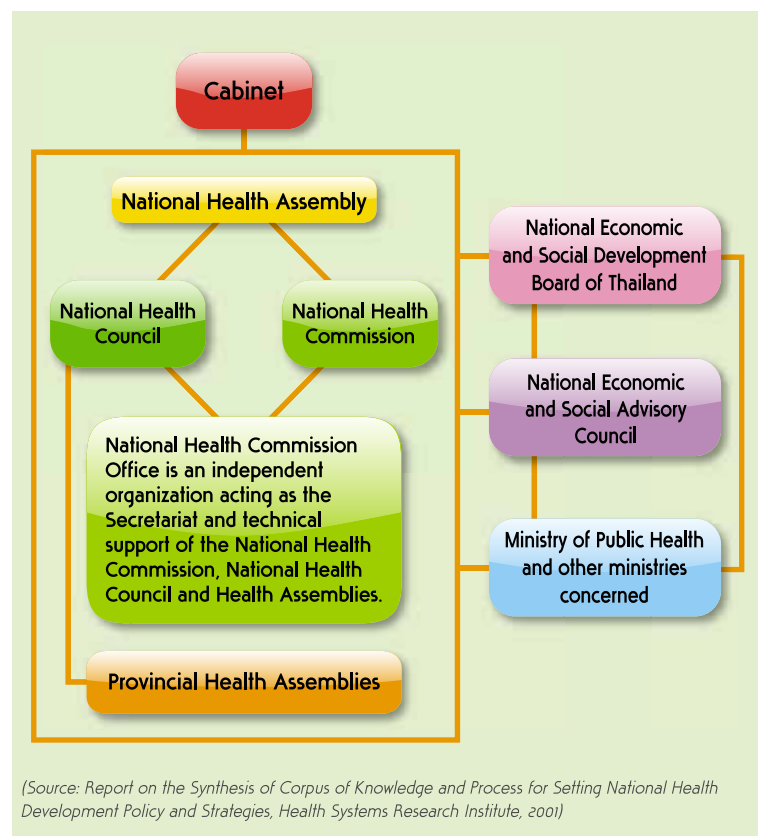 Cabinet
National Health Assembly
National Health
Council
National Health
Commission
National Health Commission
Office is an independent
organization acting as the
Secretariat and technical
support of the National Health
Commission, National Health
Council and Health Assemblies.
Provincial Health Assemblies
National Economic
and Social Development
Board of Thailand
National Economic
and Social Advisory
Council
Ministry of Public Health
and other ministries
concerned
(Source: Report on the Synthesis of Corpus of Knowledge and Process for Setting National Health
Development Policy and Strategies, Health Systems Research Institute, 2001)